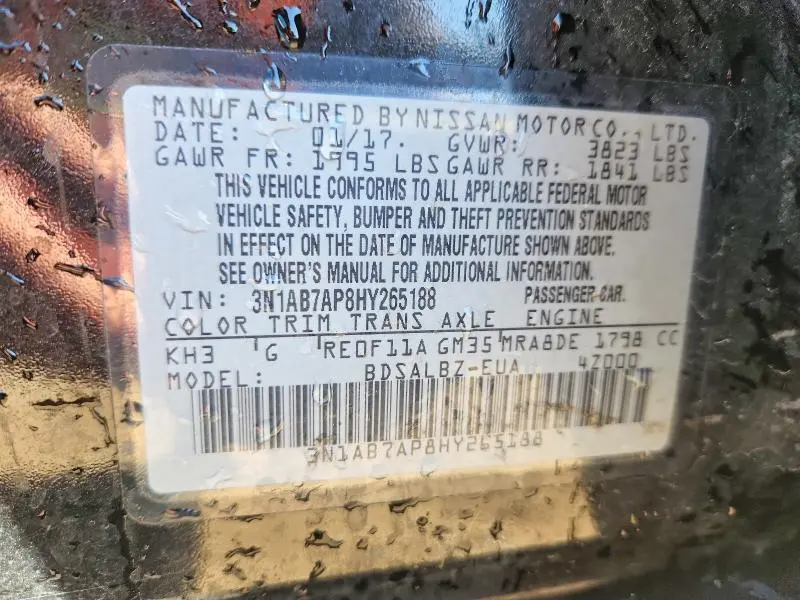 MANUFACTURED BY NISSAN MOTOR CO., LTD.
DATE: 01/17. GVWR: 3823 LBS
GAWR FR: 1995 LBS GAWR RR: 1841 LBS
THIS VEHICLE CONFORMS TO ALL APPLICABLE FEDERAL MOTOR
VEHICLE SAFETY, BUMPER AND THEFT PREVENTION STANDARDS
IN EFFECT ON THE DATE OF MANUFACTURE SHOWN ABOVE.
SEE OWNER'S MANUAL FOR ADDITIONAL INFORMATION.
VIN: 3N1AB7AP8HY265188 PASSENGER CAR.
COLOR TRIM TRANS AXLE ENGINE
KH3 G RE0F11A GM35 MRA8DE 1798 CC
MODEL: BDSALBZ-EUA 4Z000
3N1AB7AP8HY265188